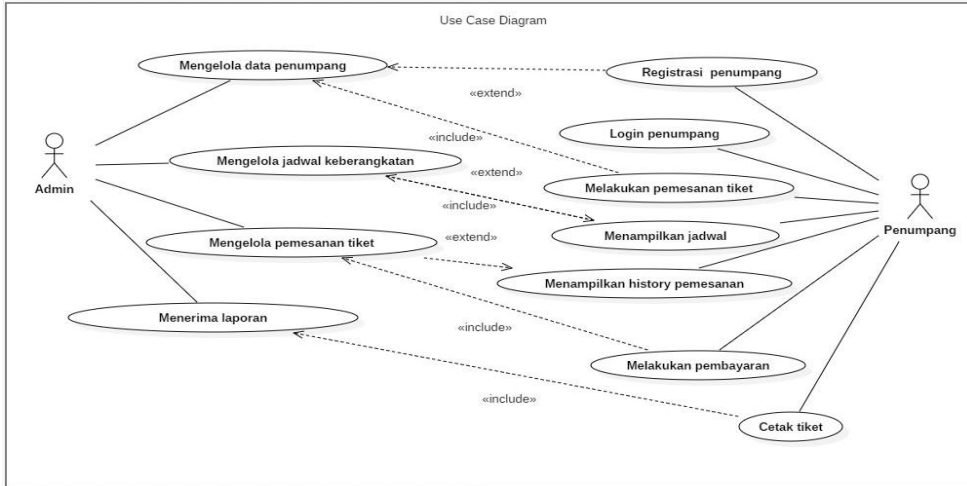 Use Case Diagram
Mengelola data penumpang
Registrasi penumpang
«extend»
Login penumpang
«include»
Mengelola jadwal keberangkatan
«extend»
Admin
Melakukan pemesanan tiket
«include»
Menampilkan jadwal
Penumpang
Mengelola pemesanan tiket
«extend»
Menampilkan history pemesanan
Menerima laporan
«include»
Melakukan pembayaran
«include»
Cetak tiket